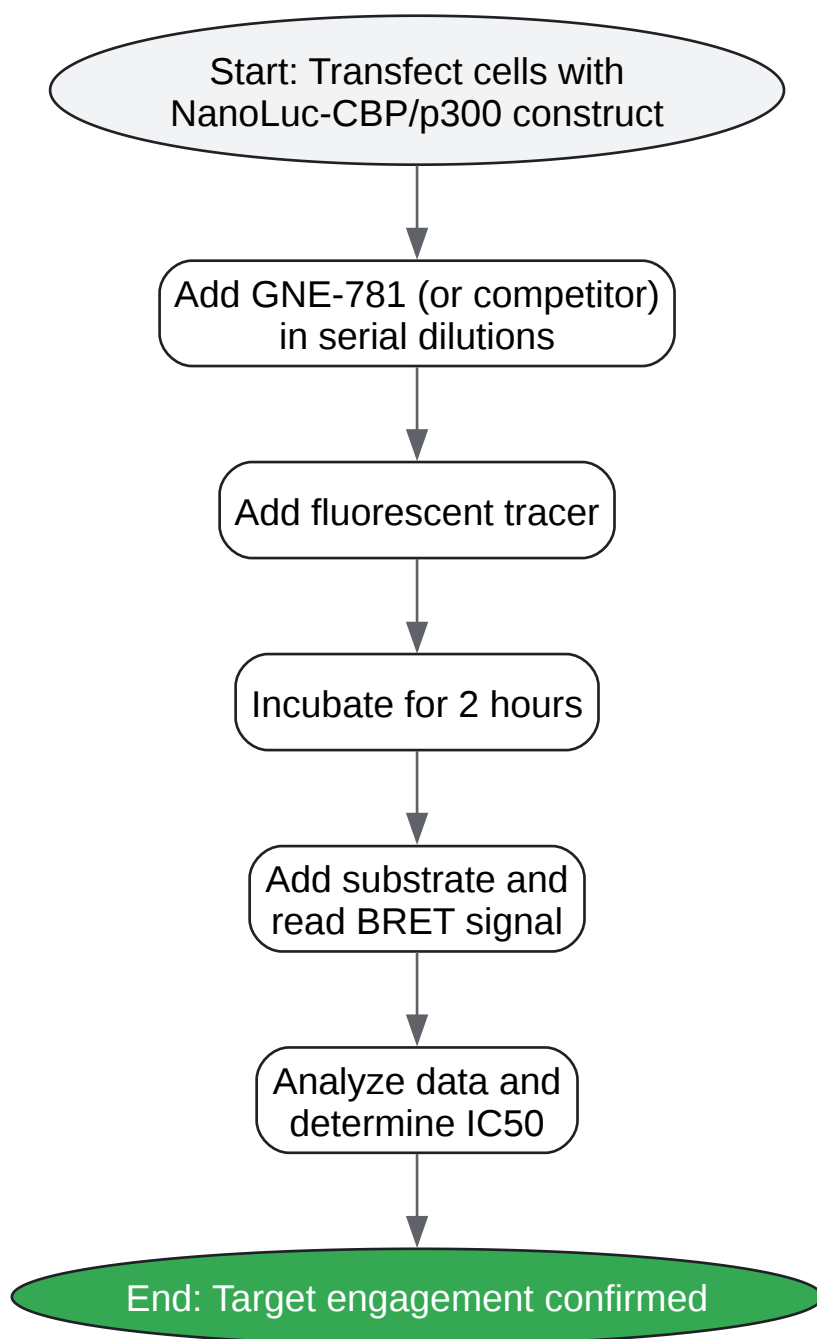 Start: Transfect cells with
NanoLuc-CBP/p300 construct
Add GNE-781 (or competitor)
in serial dilutions
Add fluorescent tracer
Incubate for 2 hours
Add substrate and
read BRET signal
Analyze data and
determine IC50
End: Target engagement confirmed